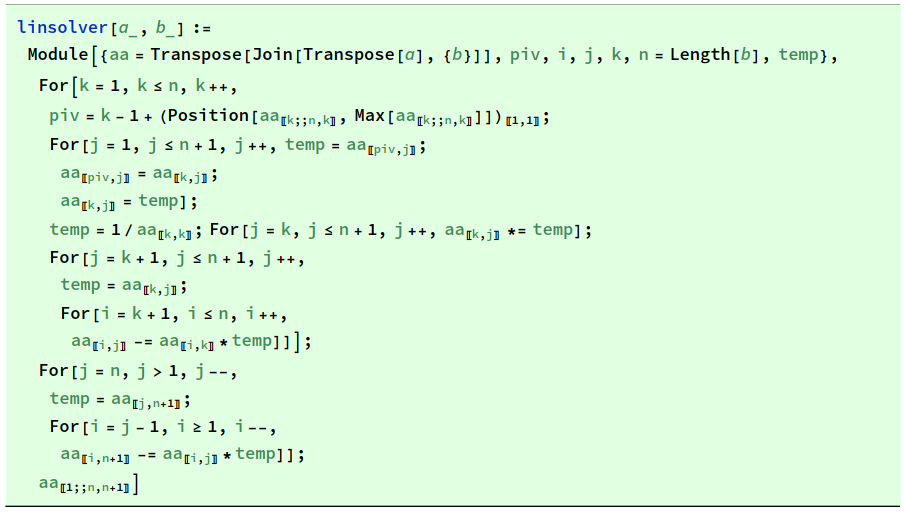 linsolver[a_, b_] :=
Module[{aa = Transpose[Join[Transpose[a], {b}]], piv, i, j, k, n = Length[b], temp},
For[k = 1, k ≤ n, k++,
piv = k - 1 + (Position[aa⟦k;;n,k⟧, Max[aa⟦k;;n,k⟧]])⟦1,1⟧;
For[j = 1, j ≤ n + 1, j++, temp = aa⟦piv,j⟧;
aa⟦piv,j⟧ = aa⟦k,j⟧;
aa⟦k,j⟧ = temp];
temp = 1 / aa⟦k,k⟧; For[j = k, j ≤ n + 1, j++, aa⟦k,j⟧ *= temp];
For[j = k + 1, j ≤ n + 1, j++,
temp = aa⟦k,j⟧;
For[i = k + 1, i ≤ n, i++,
aa⟦i,j⟧ -= aa⟦i,k⟧ * temp]]];
For[j = n, j > 1, j--,
temp = aa⟦j,n+1⟧;
For[i = j - 1, i ≥ 1, i--,
aa⟦i,n+1⟧ -= aa⟦i,j⟧ * temp]];
aa⟦1;;n,n+1⟧]